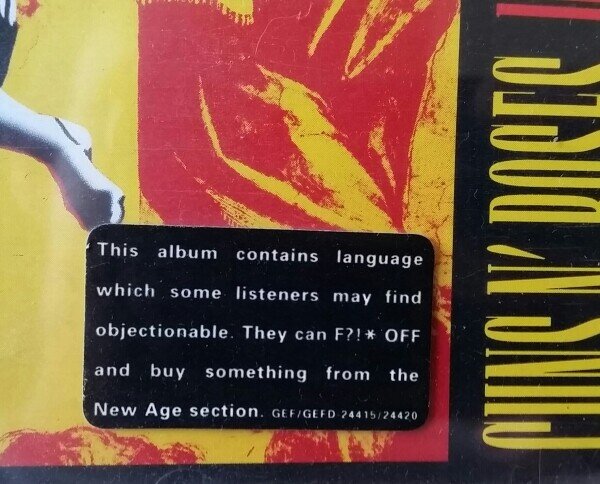 This album contains language
which some listeners may find
objectionable. They can F?!* OFF
and buy something from the
New Age section. GEF/GEFD-24415/24420
GUNS N' ROSES